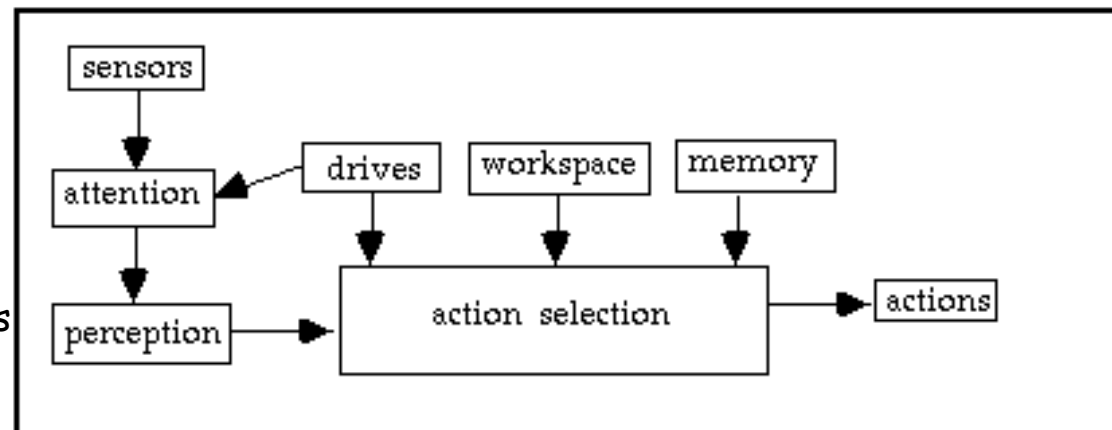 sensors
attention
drives
workspace
memory
s
perception
action selection
actions